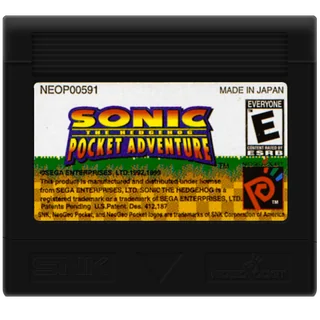 NEOP00591
MADE IN JAPAN
SONIC
THE HEDGEHOG
POCKET ADVENTURE
TM
EVERYONE
E
CONTENT RATED BY
ESRB
©SEGA ENTERPRISES, LTD.1992,1999
This product is manufactured and distributed under license
from SEGA ENTERPRISES, LTD. SONIC THE HEDGEHOG is a
registered trademark of SEGA ENTERPRISES, LTD.
Patents Pending. U.S.Patent. Des. 412,187
SNK, NeoGeo Pocket, and NeoGeo Pocket logos are trademarks of SNK Corporation of America
SNK